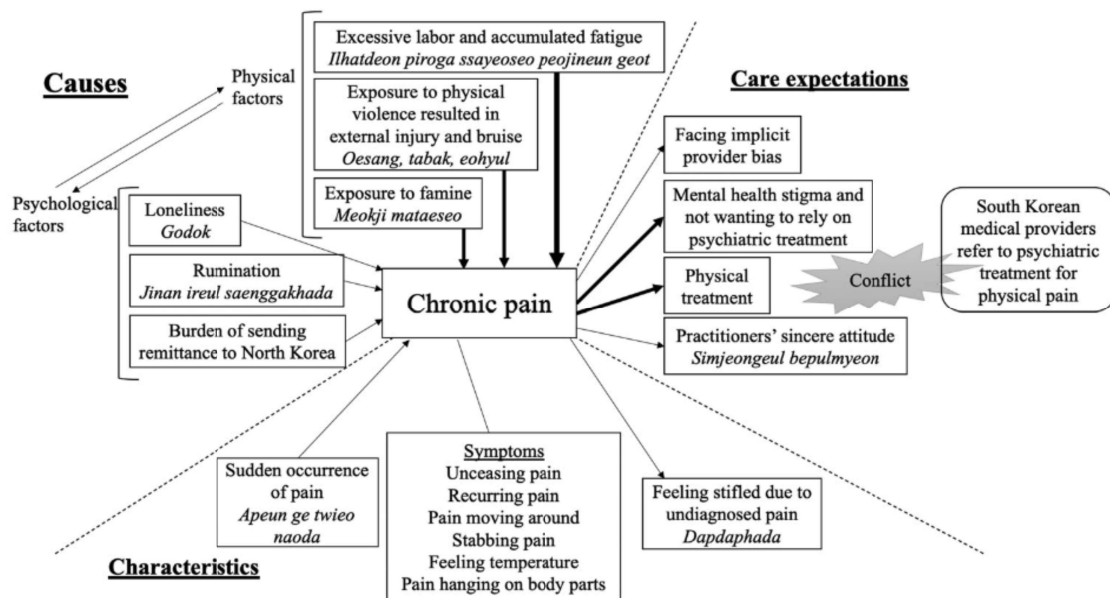 Causes
Physical
factors
Psychological
factors
Excessive labor and accumulated fatigue
Ilhatdeon piroga ssayeoseo peojineun geot
Exposure to physical
violence resulted in
external injury and bruise
Oesang, tabak, eohyul
Exposure to famine
Meokji mataeseo
Loneliness
Godok
Rumination
Jinan ireul saenggakhada
Burden of sending
remittance to North Korea
Chronic pain
Care expectations
Facing implicit
provider bias
Mental health stigma and
not wanting to rely on
psychiatric treatment
Physical
treatment
Practitioners’ sincere attitude
Simjeongeul bepulmyeon
Conflict
South Korean
medical providers
refer to psychiatric
treatment for
physical pain
Characteristics
Sudden occurrence
of pain
Apeun ge twieo
naoda
Symptoms
Unceasing pain
Recurring pain
Pain moving around
Stabbing pain
Feeling temperature
Pain hanging on body parts
Feeling stifled due to
undiagnosed pain
Dapdaphada